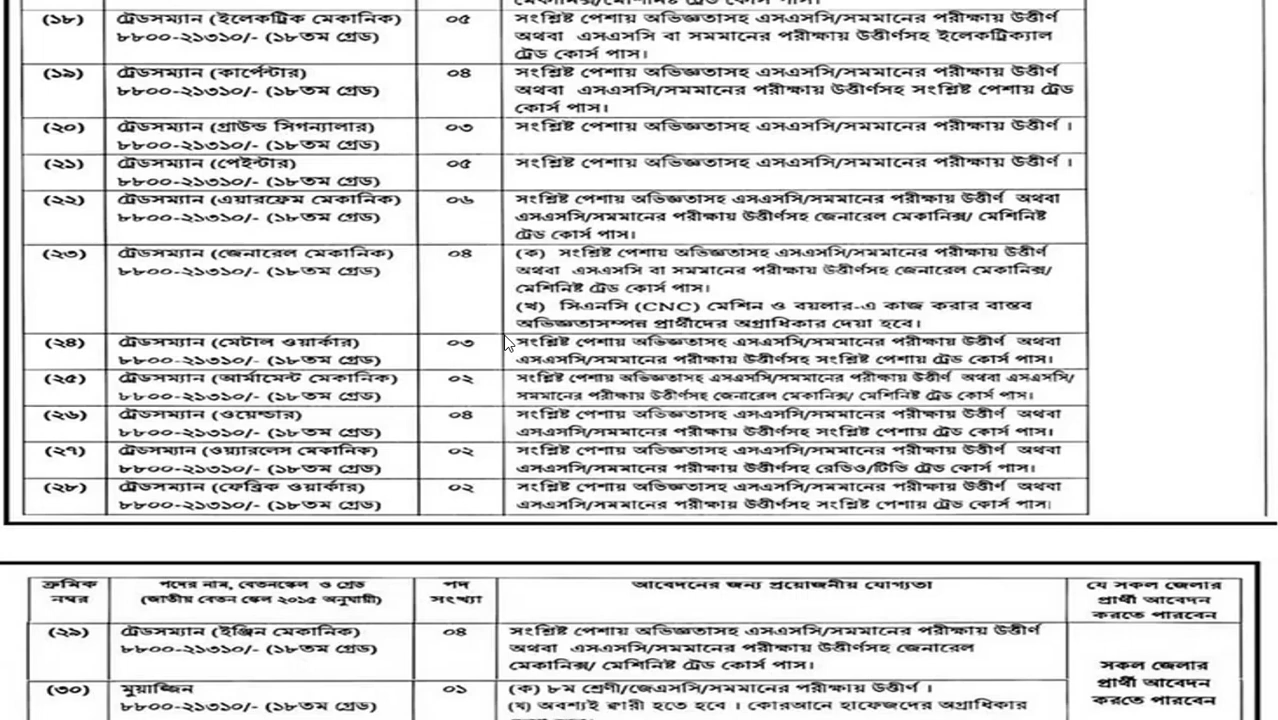 মেকানিক্স/মেশিনিষ্ট ট্রেড কোর্স পাস।
(১৮) ট্রেডসম্যান (ইলেকট্রিক মেকানিক) ০৫ সংশ্লিষ্ট পেশায় অভিজ্ঞতাসহ এসএসসি/সমমানের পরীক্ষায় উত্তীর্ণ
৮৮০০-২১৩১০/- (১৮তম গ্রেড) অথবা এসএসসি বা সমমানের পরীক্ষায় উত্তীর্ণসহ ইলেকট্রিক্যাল
ট্রেড কোর্স পাস।
(১৯) ট্রেডসম্যান (কার্পেন্টার) ০৪ সংশ্লিষ্ট পেশায় অভিজ্ঞতাসহ এসএসসি/সমমানের পরীক্ষায় উত্তীর্ণ
৮৮০০-২১৩১০/- (১৮তম গ্রেড) অথবা এসএসসি/সমমানের পরীক্ষায় উত্তীর্ণসহ সংশ্লিষ্ট পেশায় ট্রেড
কোর্স পাস।
(২০) ট্রেডসম্যান (গ্রাউন্ড সিগন্যালার) ০৩ সংশ্লিষ্ট পেশায় অভিজ্ঞতাসহ এসএসসি/সমমানের পরীক্ষায় উত্তীর্ণ ।
৮৮০০-২১৩১০/- (১৮তম গ্রেড)
(২১) ট্রেডসম্যান (পেইন্টার) ০৫ সংশ্লিষ্ট পেশায় অভিজ্ঞতাসহ এসএসসি/সমমানের পরীক্ষায় উত্তীর্ণ ।
৮৮০০-২১৩১০/- (১৮তম গ্রেড)
(২২) ট্রেডসম্যান (এয়ারফ্রেম মেকানিক) ০৬ সংশ্লিষ্ট পেশায় অভিজ্ঞতাসহ এসএসসি/সমমানের পরীক্ষায় উত্তীর্ণ অথবা
৮৮০০-২১৩১০/- (১৮তম গ্রেড) এসএসসি/সমমানের পরীক্ষায় উত্তীর্ণসহ জেনারেল মেকানিক্স/ মেশিনিষ্ট
ট্রেড কোর্স পাস।
(২৩) ট্রেডসম্যান (জেনারেল মেকানিক) ০৪ (ক) সংশ্লিষ্ট পেশায় অভিজ্ঞতাসহ এসএসসি/সমমানের পরীক্ষায় উত্তীর্ণ
৮৮০০-২১৩১০/- (১৮তম গ্রেড) অথবা এসএসসি বা সমমানের পরীক্ষায় উত্তীর্ণসহ জেনারেল মেকানিক্স/
মেশিনিষ্ট ট্রেড কোর্স পাস।
(খ) সিএনসি (CNC) মেশিন ও বয়লার-এ কাজ করার বাস্তব
অভিজ্ঞতাসম্পন্ন প্রার্থীদের অগ্রাধিকার দেয়া হবে।
(২৪) ট্রেডসম্যান (মেটাল ওয়ার্কার) ০৩ সংশ্লিষ্ট পেশায় অভিজ্ঞতাসহ এসএসসি/সমমানের পরীক্ষায় উত্তীর্ণ অথবা
৮৮০০-২১৩১০/- (১৮তম গ্রেড) এসএসসি/সমমানের পরীক্ষায় উত্তীর্ণসহ সংশ্লিষ্ট পেশায় ট্রেড কোর্স পাস।
(২৫) ট্রেডসম্যান (আর্মামেন্ট মেকানিক) ০২ সংশ্লিষ্ট পেশায় অভিজ্ঞতাসহ এসএসসি/সমমানের পরীক্ষায় উত্তীর্ণ অথবা এসএসসি/
৮৮০০-২১৩১০/- (১৮তম গ্রেড) সমমানের পরীক্ষায় উত্তীর্ণসহ জেনারেল মেকানিক্স/ মেশিনিষ্ট ট্রেড কোর্স পাস।
(২৬) ট্রেডসম্যান (ওয়েল্ডার) ০৪ সংশ্লিষ্ট পেশায় অভিজ্ঞতাসহ এসএসসি/সমমানের পরীক্ষায় উত্তীর্ণ অথবা
৮৮০০-২১৩১০/- (১৮তম গ্রেড) এসএসসি/সমমানের পরীক্ষায় উত্তীর্ণসহ সংশ্লিষ্ট পেশায় ট্রেড কোর্স পাস।
(২৭) ট্রেডসম্যান (ওয়্যারলেস মেকানিক) ০২ সংশ্লিষ্ট পেশায় অভিজ্ঞতাসহ এসএসসি/সমমানের পরীক্ষায় উত্তীর্ণ অথবা
৮৮০০-২১৩১০/- (১৮তম গ্রেড) এসএসসি/সমমানের পরীক্ষায় উত্তীর্ণসহ রেডিও/টিভি ট্রেড কোর্স পাস।
(২৮) ট্রেডসম্যান (ফেব্রিক ওয়ার্কার) ০২ সংশ্লিষ্ট পেশায় অভিজ্ঞতাসহ এসএসসি/সমমানের পরীক্ষায় উত্তীর্ণ অথবা
৮৮০০-২১৩১০/- (১৮তম গ্রেড) এসএসসি/সমমানের পরীক্ষায় উত্তীর্ণসহ সংশ্লিষ্ট পেশায় ট্রেড কোর্স পাস।
ক্রমিক পদের নাম, বেতনস্কেল ও গ্রেড পদ আবেদনের জন্য প্রয়োজনীয় যোগ্যতা যে সকল জেলার
নম্বর (জাতীয় বেতন স্কেল ২০১৫ অনুযায়ী) সংখ্যা প্রার্থী আবেদন
করতে পারবেন
(২৯) ট্রেডসম্যান (ইঞ্জিন মেকানিক) ০৪ সংশ্লিষ্ট পেশায় অভিজ্ঞতাসহ এসএসসি/সমমানের পরীক্ষায় উত্তীর্ণ
৮৮০০-২১৩১০/- (১৮তম গ্রেড) অথবা এসএসসি/সমমানের পরীক্ষায় উত্তীর্ণসহ জেনারেল
মেকানিক্স/ মেশিনিষ্ট ট্রেড কোর্স পাস। সকল জেলার
(৩০) মুয়াজ্জিন ০১ (ক) ৮ম শ্রেণী/জেএসসি/সমমানের পরীক্ষায় উত্তীর্ণ । প্রার্থী আবেদন
৮৮০০-২১৩১০/- (১৮তম গ্রেড) (খ) অবশ্যই ক্বারী হতে হবে । কোরআনে হাফেজদের অগ্রাধিকার করতে পারবেন